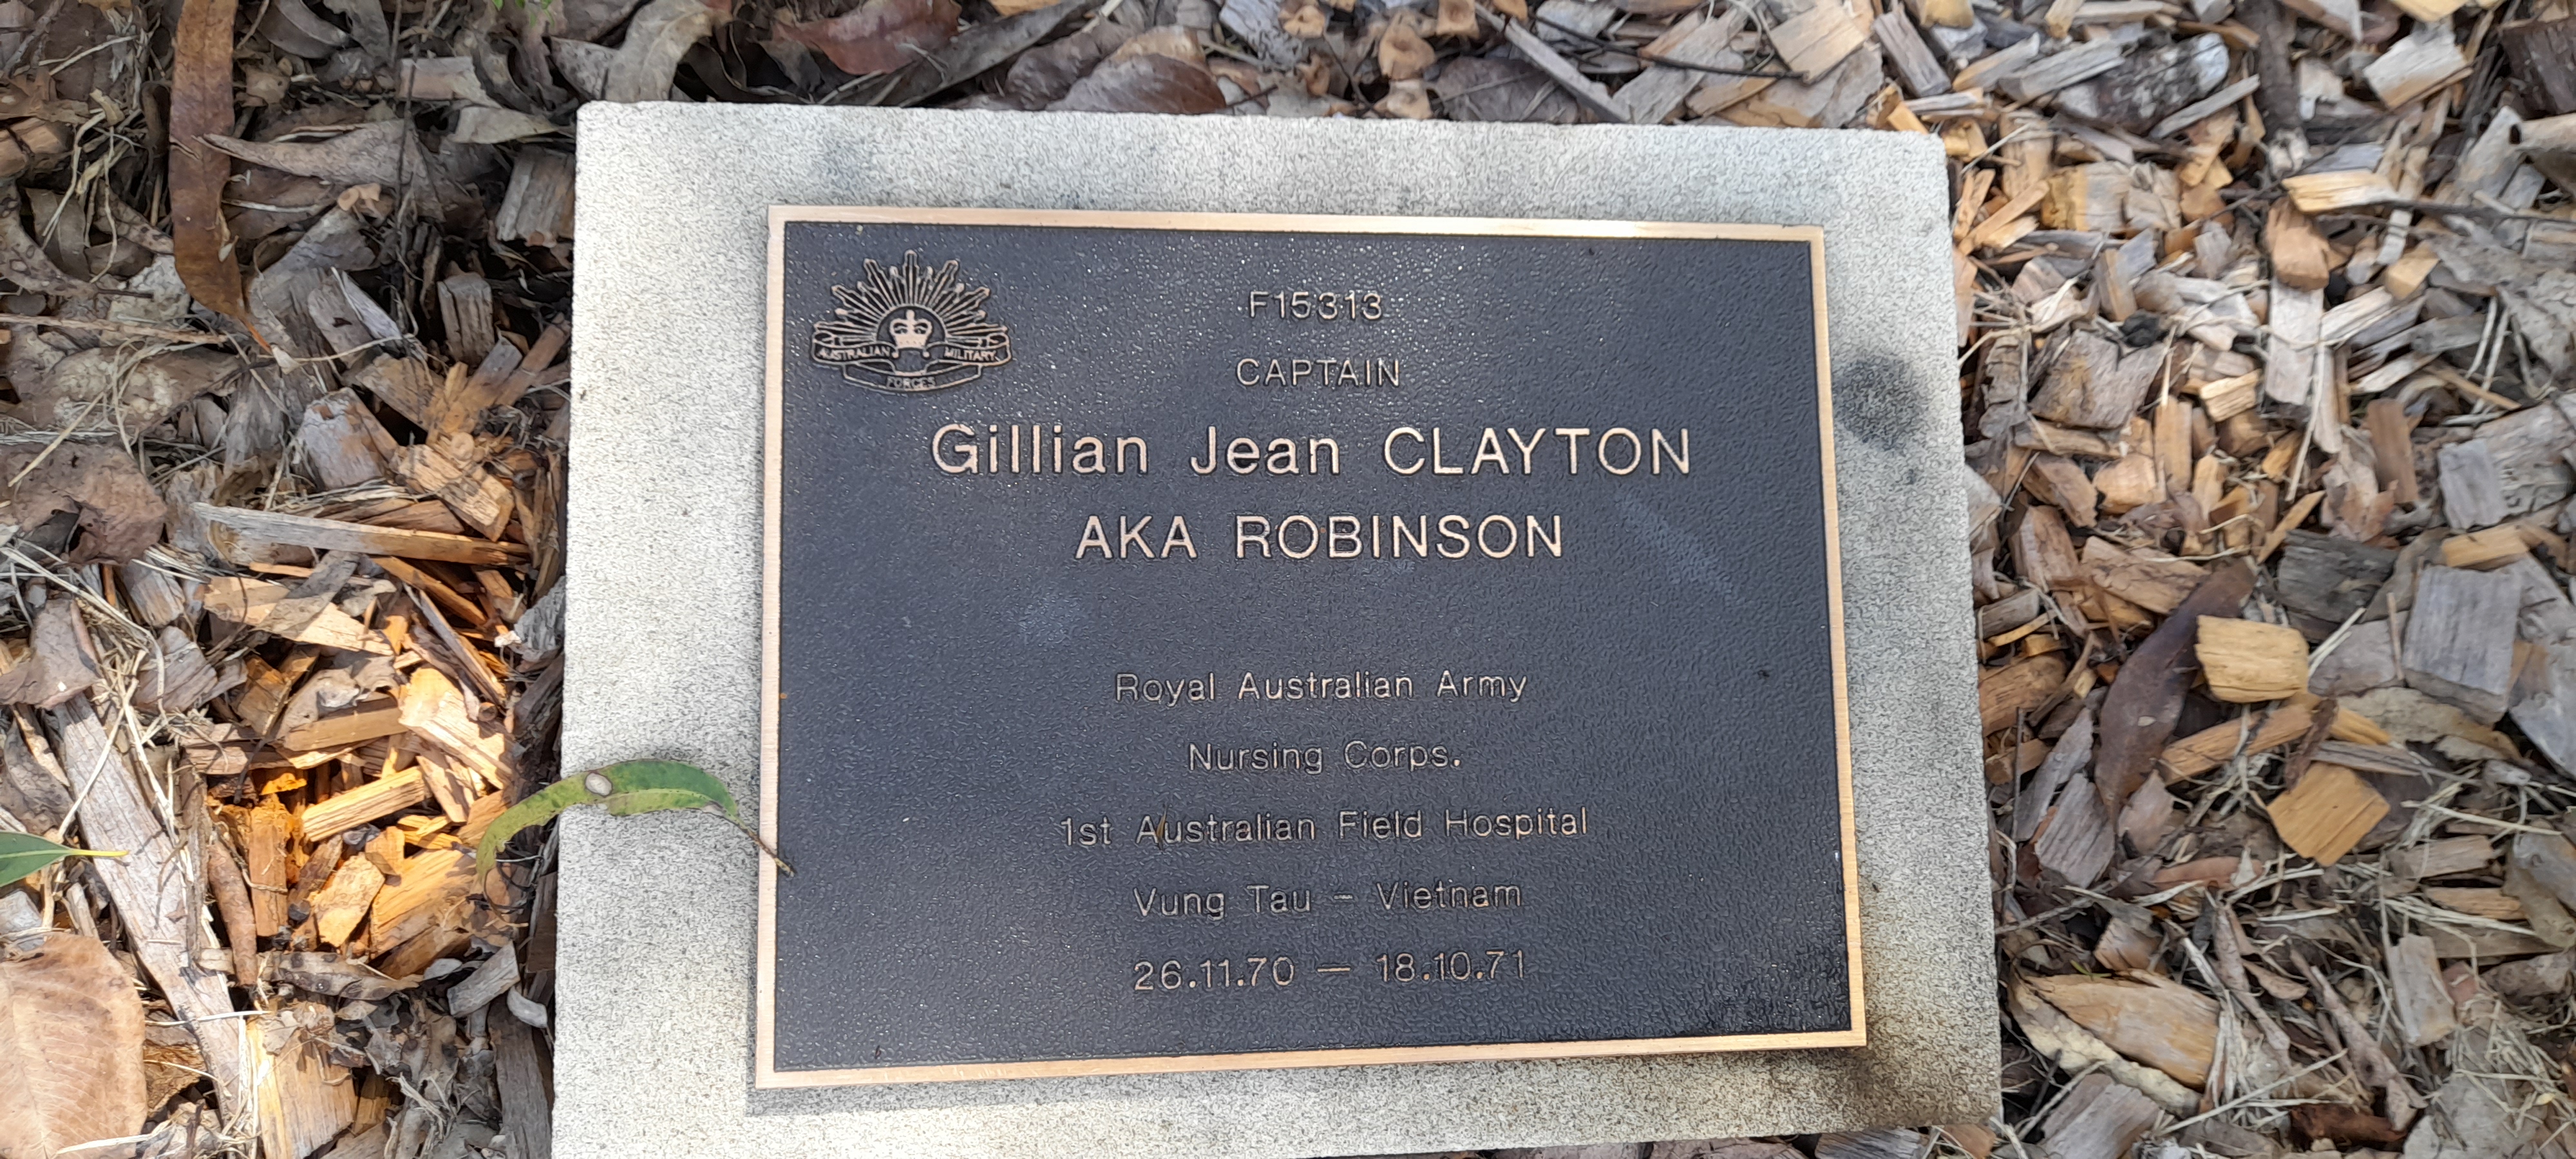 AUSTRALIAN MILITARY
FORCES
F15313
CAPTAIN
Gillian Jean CLAYTON
AKA ROBINSON
Royal Australian Army
Nursing Corps.
1st Australian Field Hospital
Vung Tau – Vietnam
26.11.70 — 18.10.71